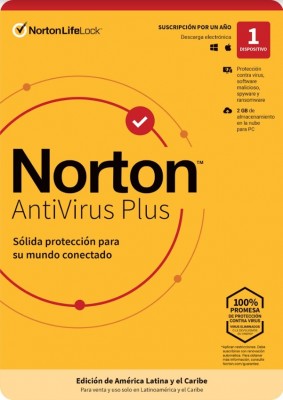 NortonLifeLock
SUSCRIPCIÓN POR UN AÑO
Descarga electrónica
1
DISPOSITIVO
Protección
contra virus,
software
malicioso,
spyware y
ransomware
2 GB de
almacenamiento
en la nube
para PC
Norton™
AntiVirus Plus
Sólida protección para
su mundo conectado
100%
PROMESA
DE PROTECCIÓN
CONTRA VIRUS
Edición de América Latina y el Caribe
Para venta y uso solo en Latinoamérica y el Caribe